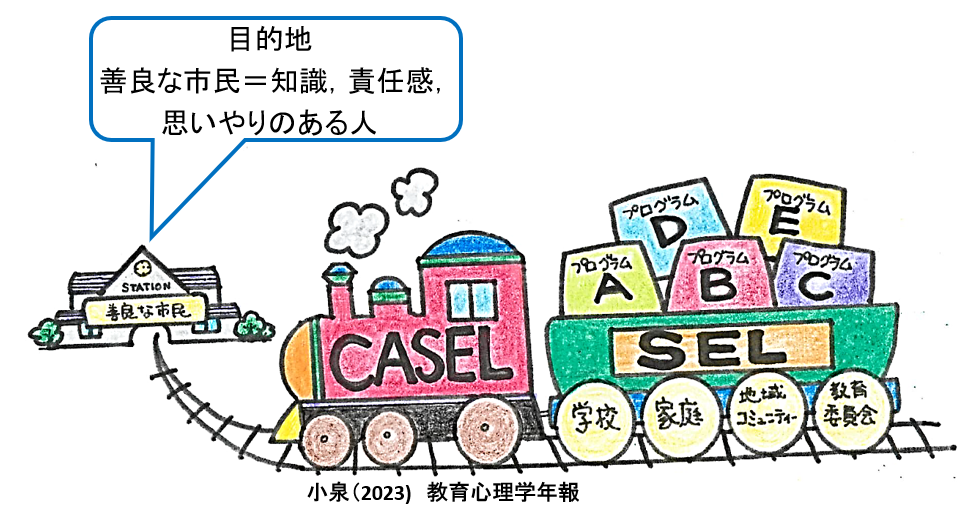 目的地
善良な市民＝知識，責任感，
思いやりのある人
STATION
善良な市民
CASEL
プログラム
D
プログラム
E
プログラム
A
プログラム
B
プログラム
C
SEL
学校
家庭
地域
コミュニティー
教育
委員会
小泉（2023） 教育心理学年報